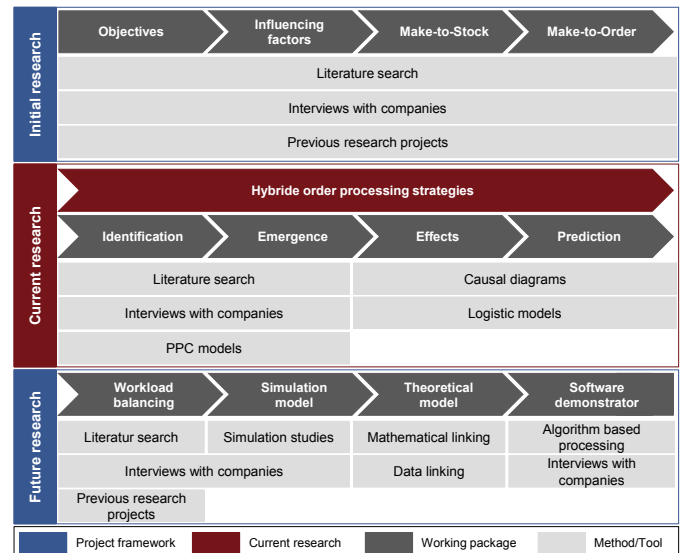 Initial research
Objectives
Influencing
factors
Make-to-Stock
Make-to-Order
Literature search
Interviews with companies
Previous research projects
Current research
Hybride order processing strategies
Identification
Emergence
Effects
Prediction
Literature search
Causal diagrams
Interviews with companies
Logistic models
PPC models
Future research
Workload
balancing
Simulation
model
Theoretical
model
Software
demonstrator
Literatur search
Simulation studies
Mathematical linking
Algorithm based
processing
Interviews with companies
Data linking
Interviews with
companies
Previous research
projects
Project framework
Current research
Working package
Method/Tool